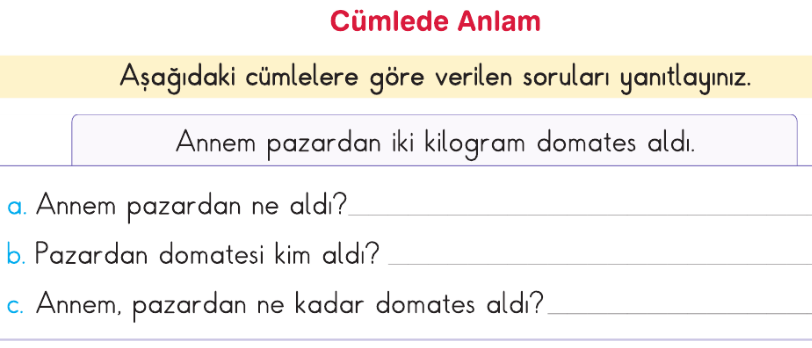 Cümlede Anlam
Aşağıdaki cümlelere göre verilen soruları yanıtlayınız.
Annem pazardan iki kilogram domates aldı.
a. Annem pazardan ne aldı?
b. Pazardan domatesi kim aldı?
c. Annem, pazardan ne kadar domates aldı?